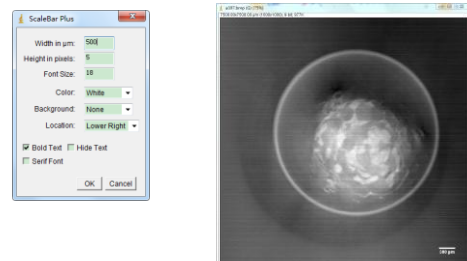 ScaleBar Plus
Width in µm: 500
Height in pixels: 5
Font Size: 18
Color: White
Background: None
Location: Lower Right
Bold Text Hide Text
Serif Font
OK Cancel